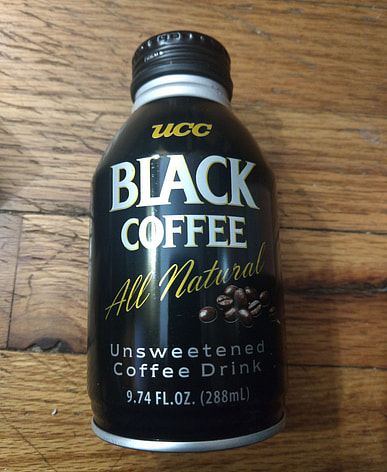 UCC
BLACK
COFFEE
All Natural
Unsweetened
Coffee Drink
9.74 FL.OZ. (288mL)